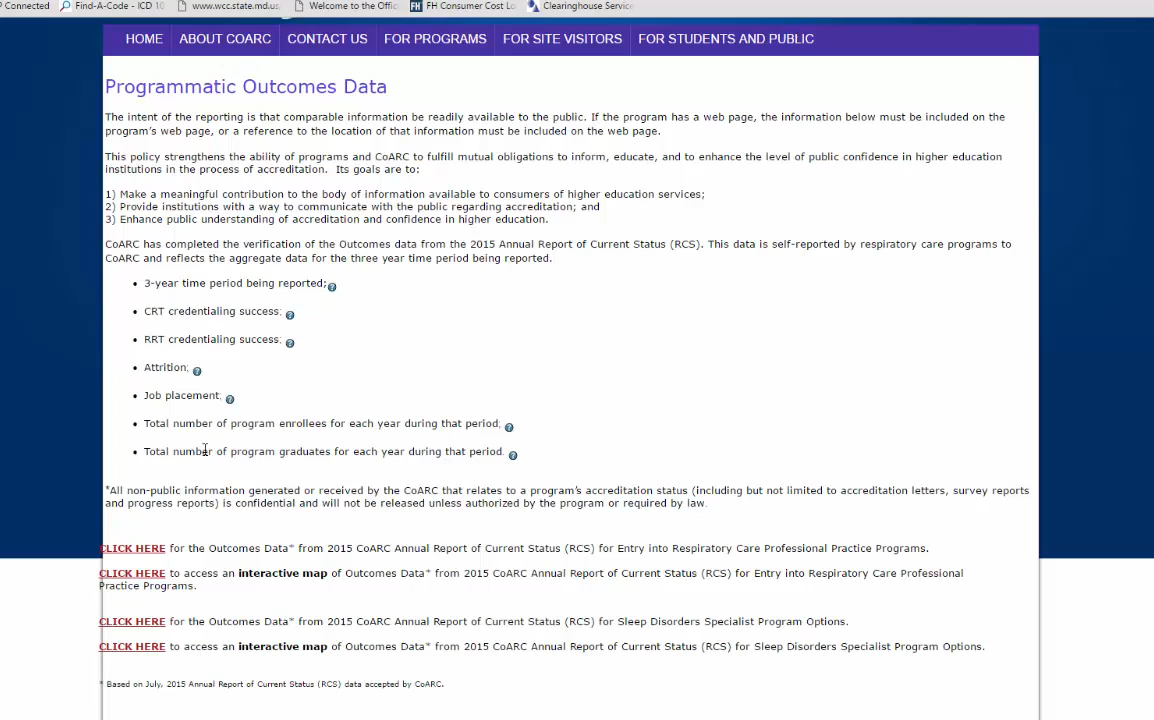 Connected Find-A-Code - ICD 10 www.wcc.state.md.us Welcome to the Offic FH FH Consumer Cost Lo Clearinghouse Service
HOME ABOUT COARC CONTACT US FOR PROGRAMS FOR SITE VISITORS FOR STUDENTS AND PUBLIC
Programmatic Outcomes Data
The intent of the reporting is that comparable information be readily available to the public. If the program has a web page, the information below must be included on the
program's web page, or a reference to the location of that information must be included on the web page.
This policy strengthens the ability of programs and CoARC to fulfill mutual obligations to inform, educate, and to enhance the level of public confidence in higher education
institutions in the process of accreditation. Its goals are to:
1) Make a meaningful contribution to the body of information available to consumers of higher education services;
2) Provide institutions with a way to communicate with the public regarding accreditation; and
3) Enhance public understanding of accreditation and confidence in higher education.
CoARC has completed the verification of the Outcomes data from the 2015 Annual Report of Current Status (RCS). This data is self-reported by respiratory care programs to
CoARC and reflects the aggregate data for the three year time period being reported.
• 3-year time period being reported;
• CRT credentialing success;
• RRT credentialing success;
• Attrition;
• Job placement;
• Total number of program enrollees for each year during that period;
• Total number of program graduates for each year during that period.
*All non-public information generated or received by the CoARC that relates to a program's accreditation status (including but not limited to accreditation letters, survey reports
and progress reports) is confidential and will not be released unless authorized by the program or required by law.
CLICK HERE for the Outcomes Data* from 2015 CoARC Annual Report of Current Status (RCS) for Entry into Respiratory Care Professional Practice Programs.
CLICK HERE to access an interactive map of Outcomes Data* from 2015 CoARC Annual Report of Current Status (RCS) for Entry into Respiratory Care Professional
Practice Programs.
CLICK HERE for the Outcomes Data* from 2015 CoARC Annual Report of Current Status (RCS) for Sleep Disorders Specialist Program Options.
CLICK HERE to access an interactive map of Outcomes Data* from 2015 CoARC Annual Report of Current Status (RCS) for Sleep Disorders Specialist Program Options.
* Based on July, 2015 Annual Report of Current Status (RCS) data accepted by CoARC.